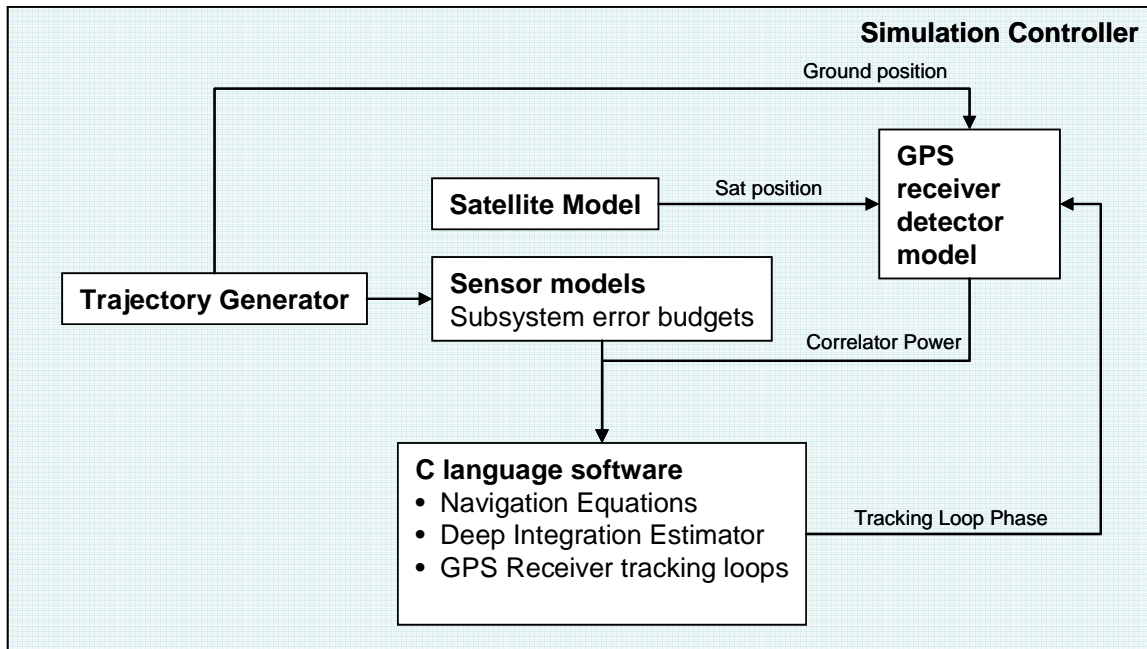 Simulation Controller
Ground position
GPS
receiver
detector
model
Sat position
Satellite Model
Trajectory Generator
Sensor models
Subsystem error budgets
Correlator Power
C language software
• Navigation Equations
• Deep Integration Estimator
• GPS Receiver tracking loops
Tracking Loop Phase